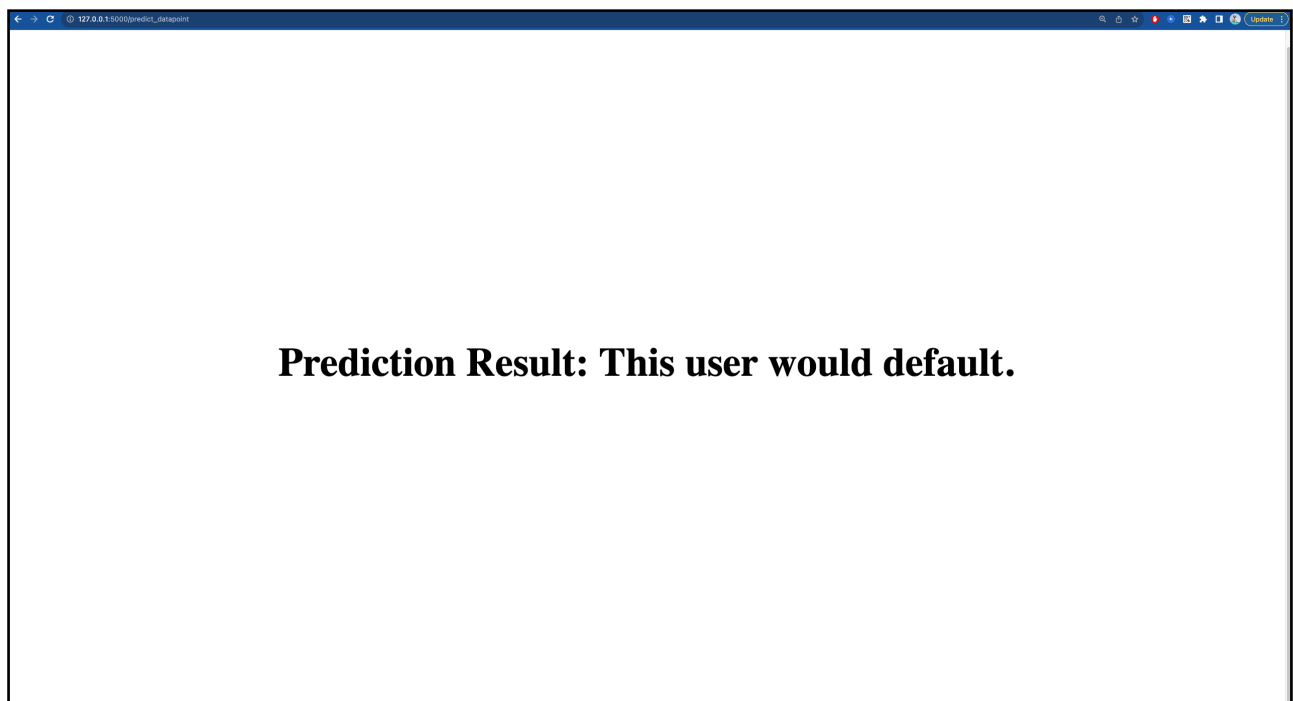 127.0.0.1:5000/predict_datapoint
Update
Prediction Result: This user would default.